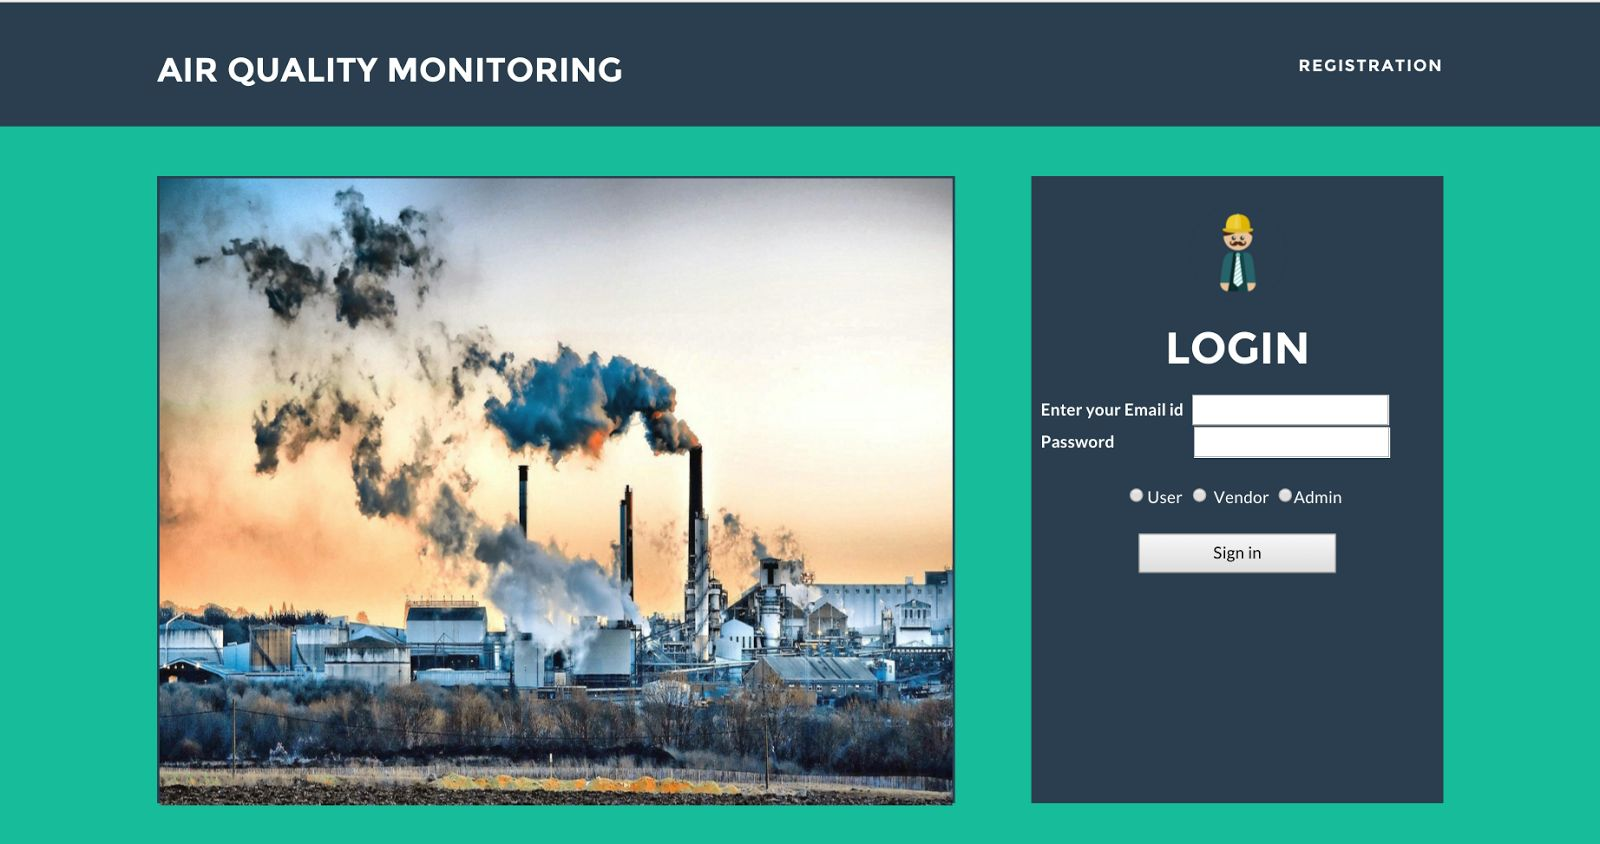 AIR QUALITY MONITORING
REGISTRATION
LOGIN
Enter your Email id
Password
User Vendor Admin
Sign in